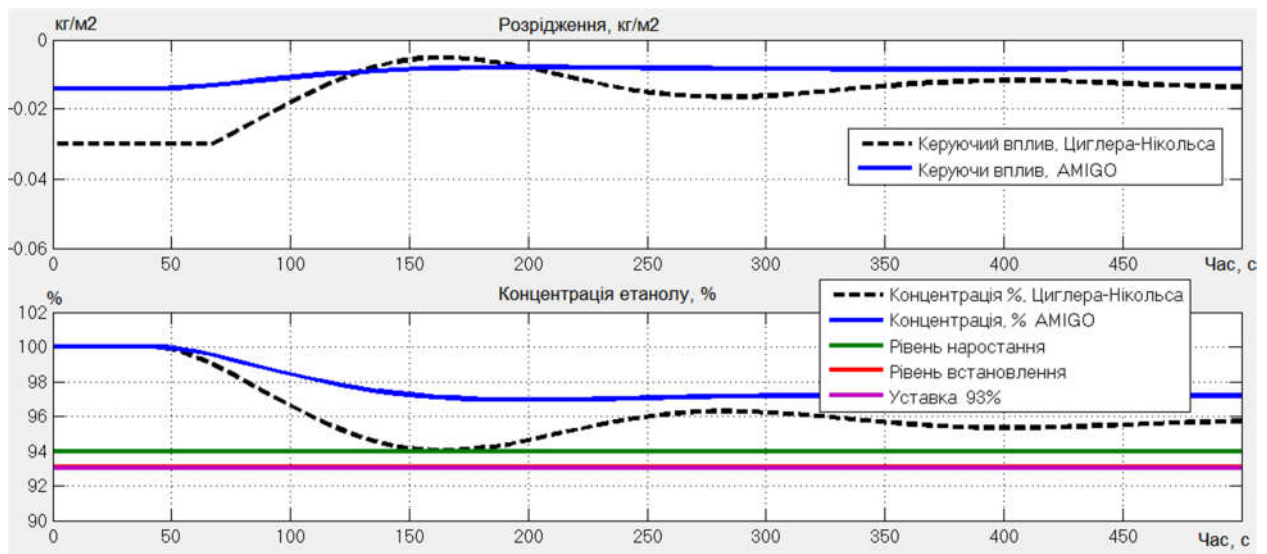 кг/м2
Розрідження, кг/м2
0
-0.02
-0.04
-0.06
Керуючий вплив, Циглера-Нікольса
Керуючи вплив, AMIGO
0 50 100 150 200 250 300 350 400 450 Час, с
%
Концентрація етанолу, %
102
100
98
96
94
92
90
Концентрація %, Циглера-Нікольса
Концентрація, % AMIGO
Рівень наростання
Рівень встановлення
Уставка 93%
0 50 100 150 200 250 300 350 400 450 Час, с